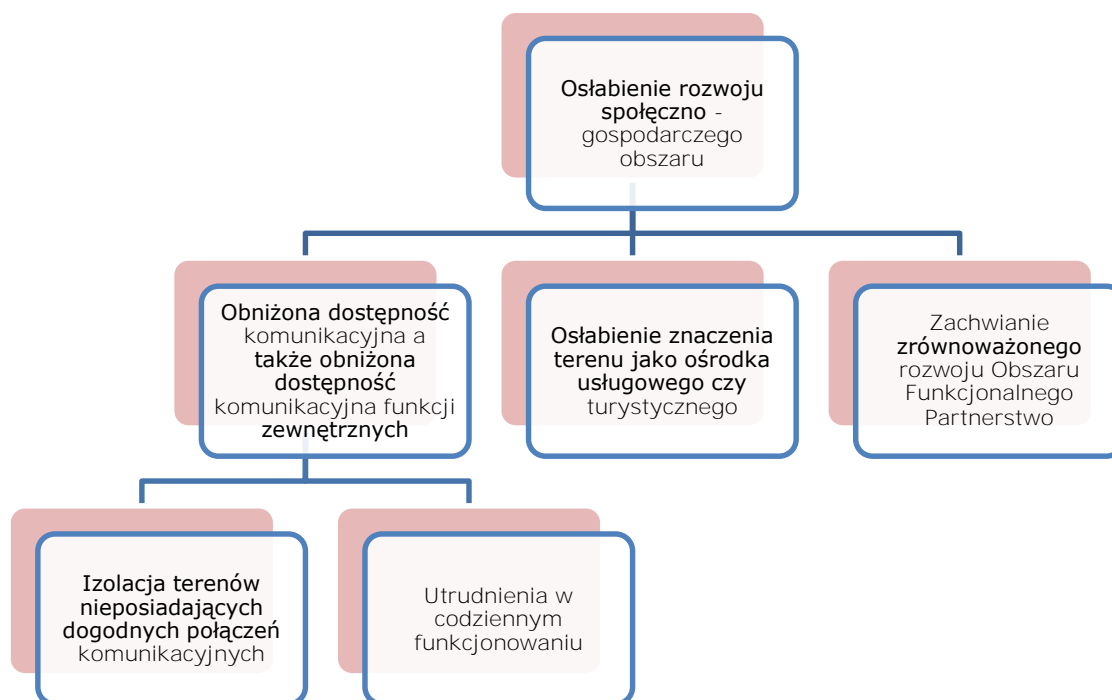 Osłabienie rozwoju
społęczno -
gospodarczego
obszaru
Obniżona dostępność
komunikacyjna a
także obniżona
dostępność
komunikacyjna funkcji
zewnętrznych
Osłabienie znaczenia
terenu jako ośrodka
usługowego czy
turystycznego
Zachwianie
zrównoważonego
rozwoju Obszaru
Funkcjonalnego
Partnerstwo
Izolacja terenów
nieposiadających
dogodnych połączeń
komunikacyjnych
Utrudnienia w
codziennym
funkcjonowaniu